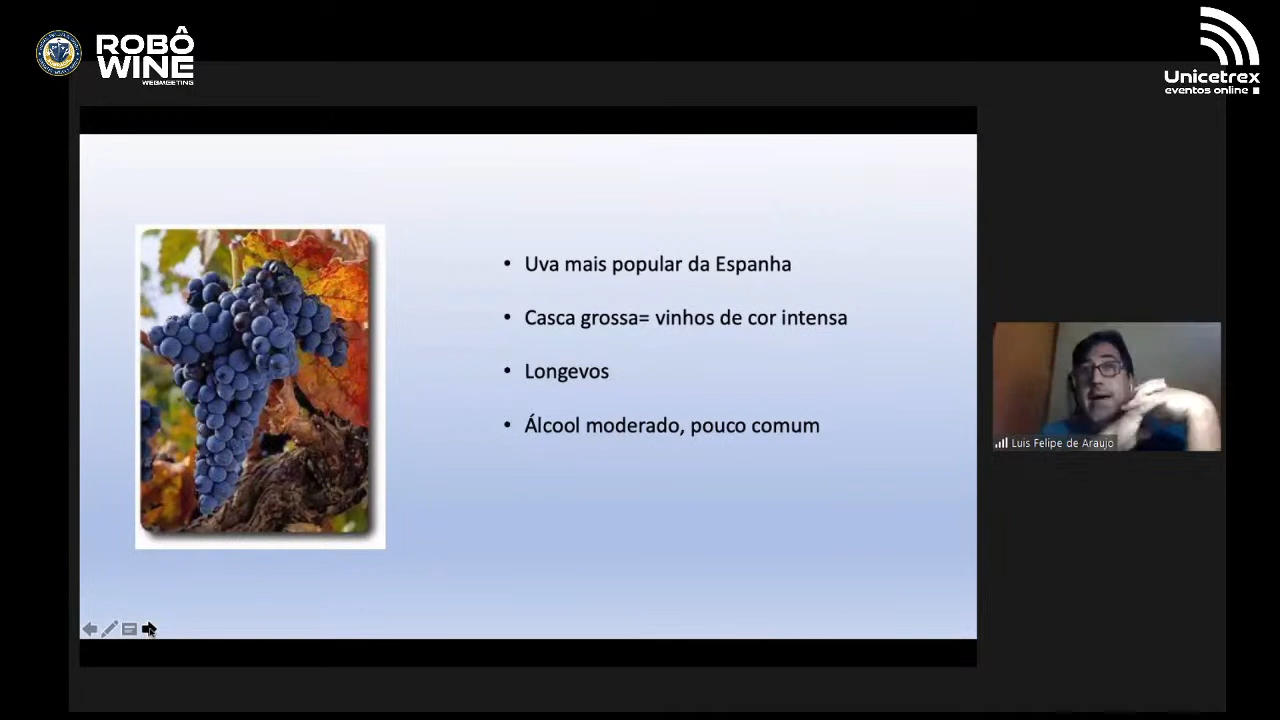 ROBÔ
WINE
WEBMEETING
Unicetrex
eventos online
• Uva mais popular da Espanha
• Casca grossa= vinhos de cor intensa
• Longevos
• Álcool moderado, pouco comum
Luis Felipe de Araujo